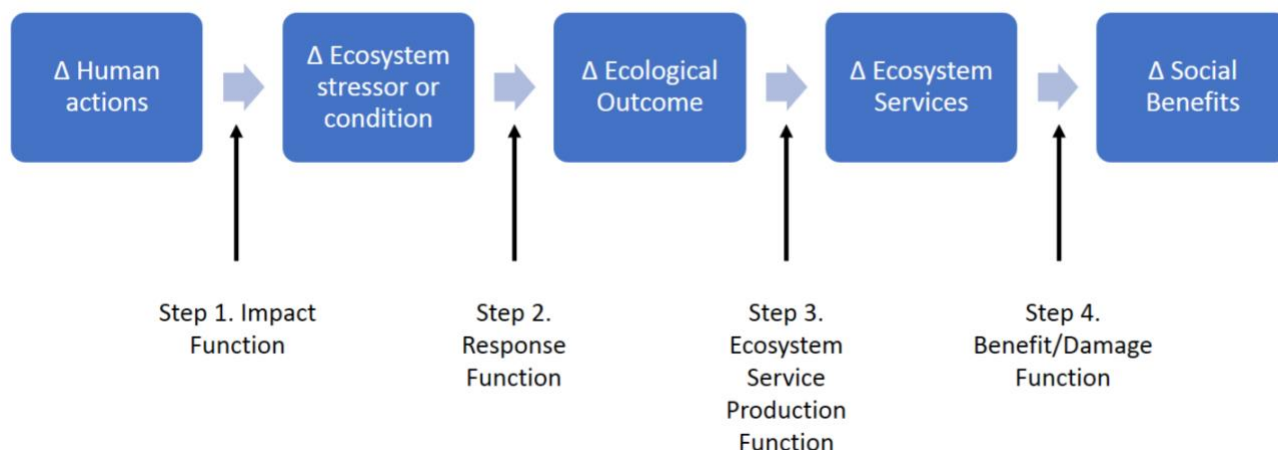 Δ Human
actions
Δ Ecosystem
stressor or
condition
Δ Ecological
Outcome
Δ Ecosystem
Services
Δ Social
Benefits
Step 1. Impact
Function
Step 2.
Response
Function
Step 3.
Ecosystem
Service
Production
Function
Step 4.
Benefit/Damage
Function